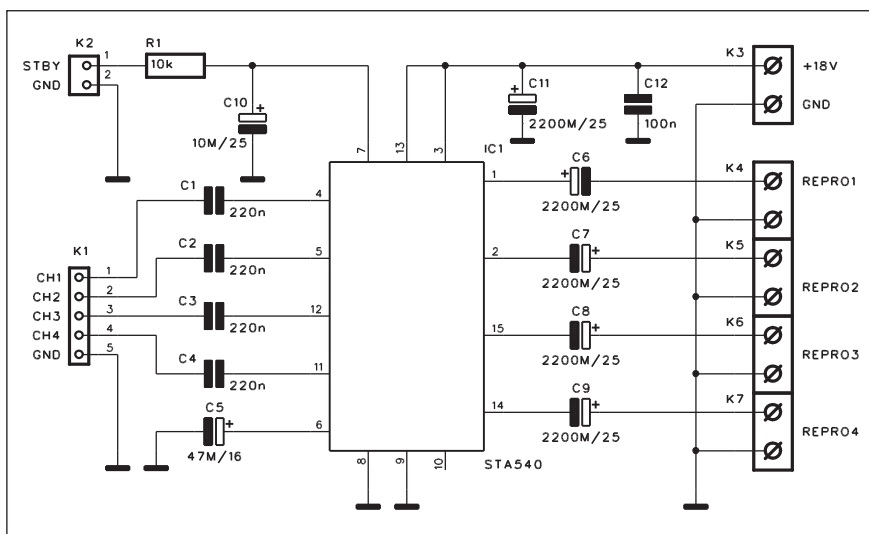 K2
STBY
1
GND
2
R1
10k
C10
+
10M/25
7
13
3
C11
+
2200M/25
C12
100n
K3
+18V
GND
IC1
STA540
C1
220n
4
C2
220n
5
C3
220n
12
C4
220n
11
C5
+
47M/16
6
K1
CH1
1
CH2
2
CH3
3
CH4
4
GND
5
8
9
10
1
C6
+
2200M/25
K4
REPRO1
2
C7
+
2200M/25
K5
REPRO2
15
C8
+
2200M/25
K6
REPRO3
14
C9
+
2200M/25
K7
REPRO4